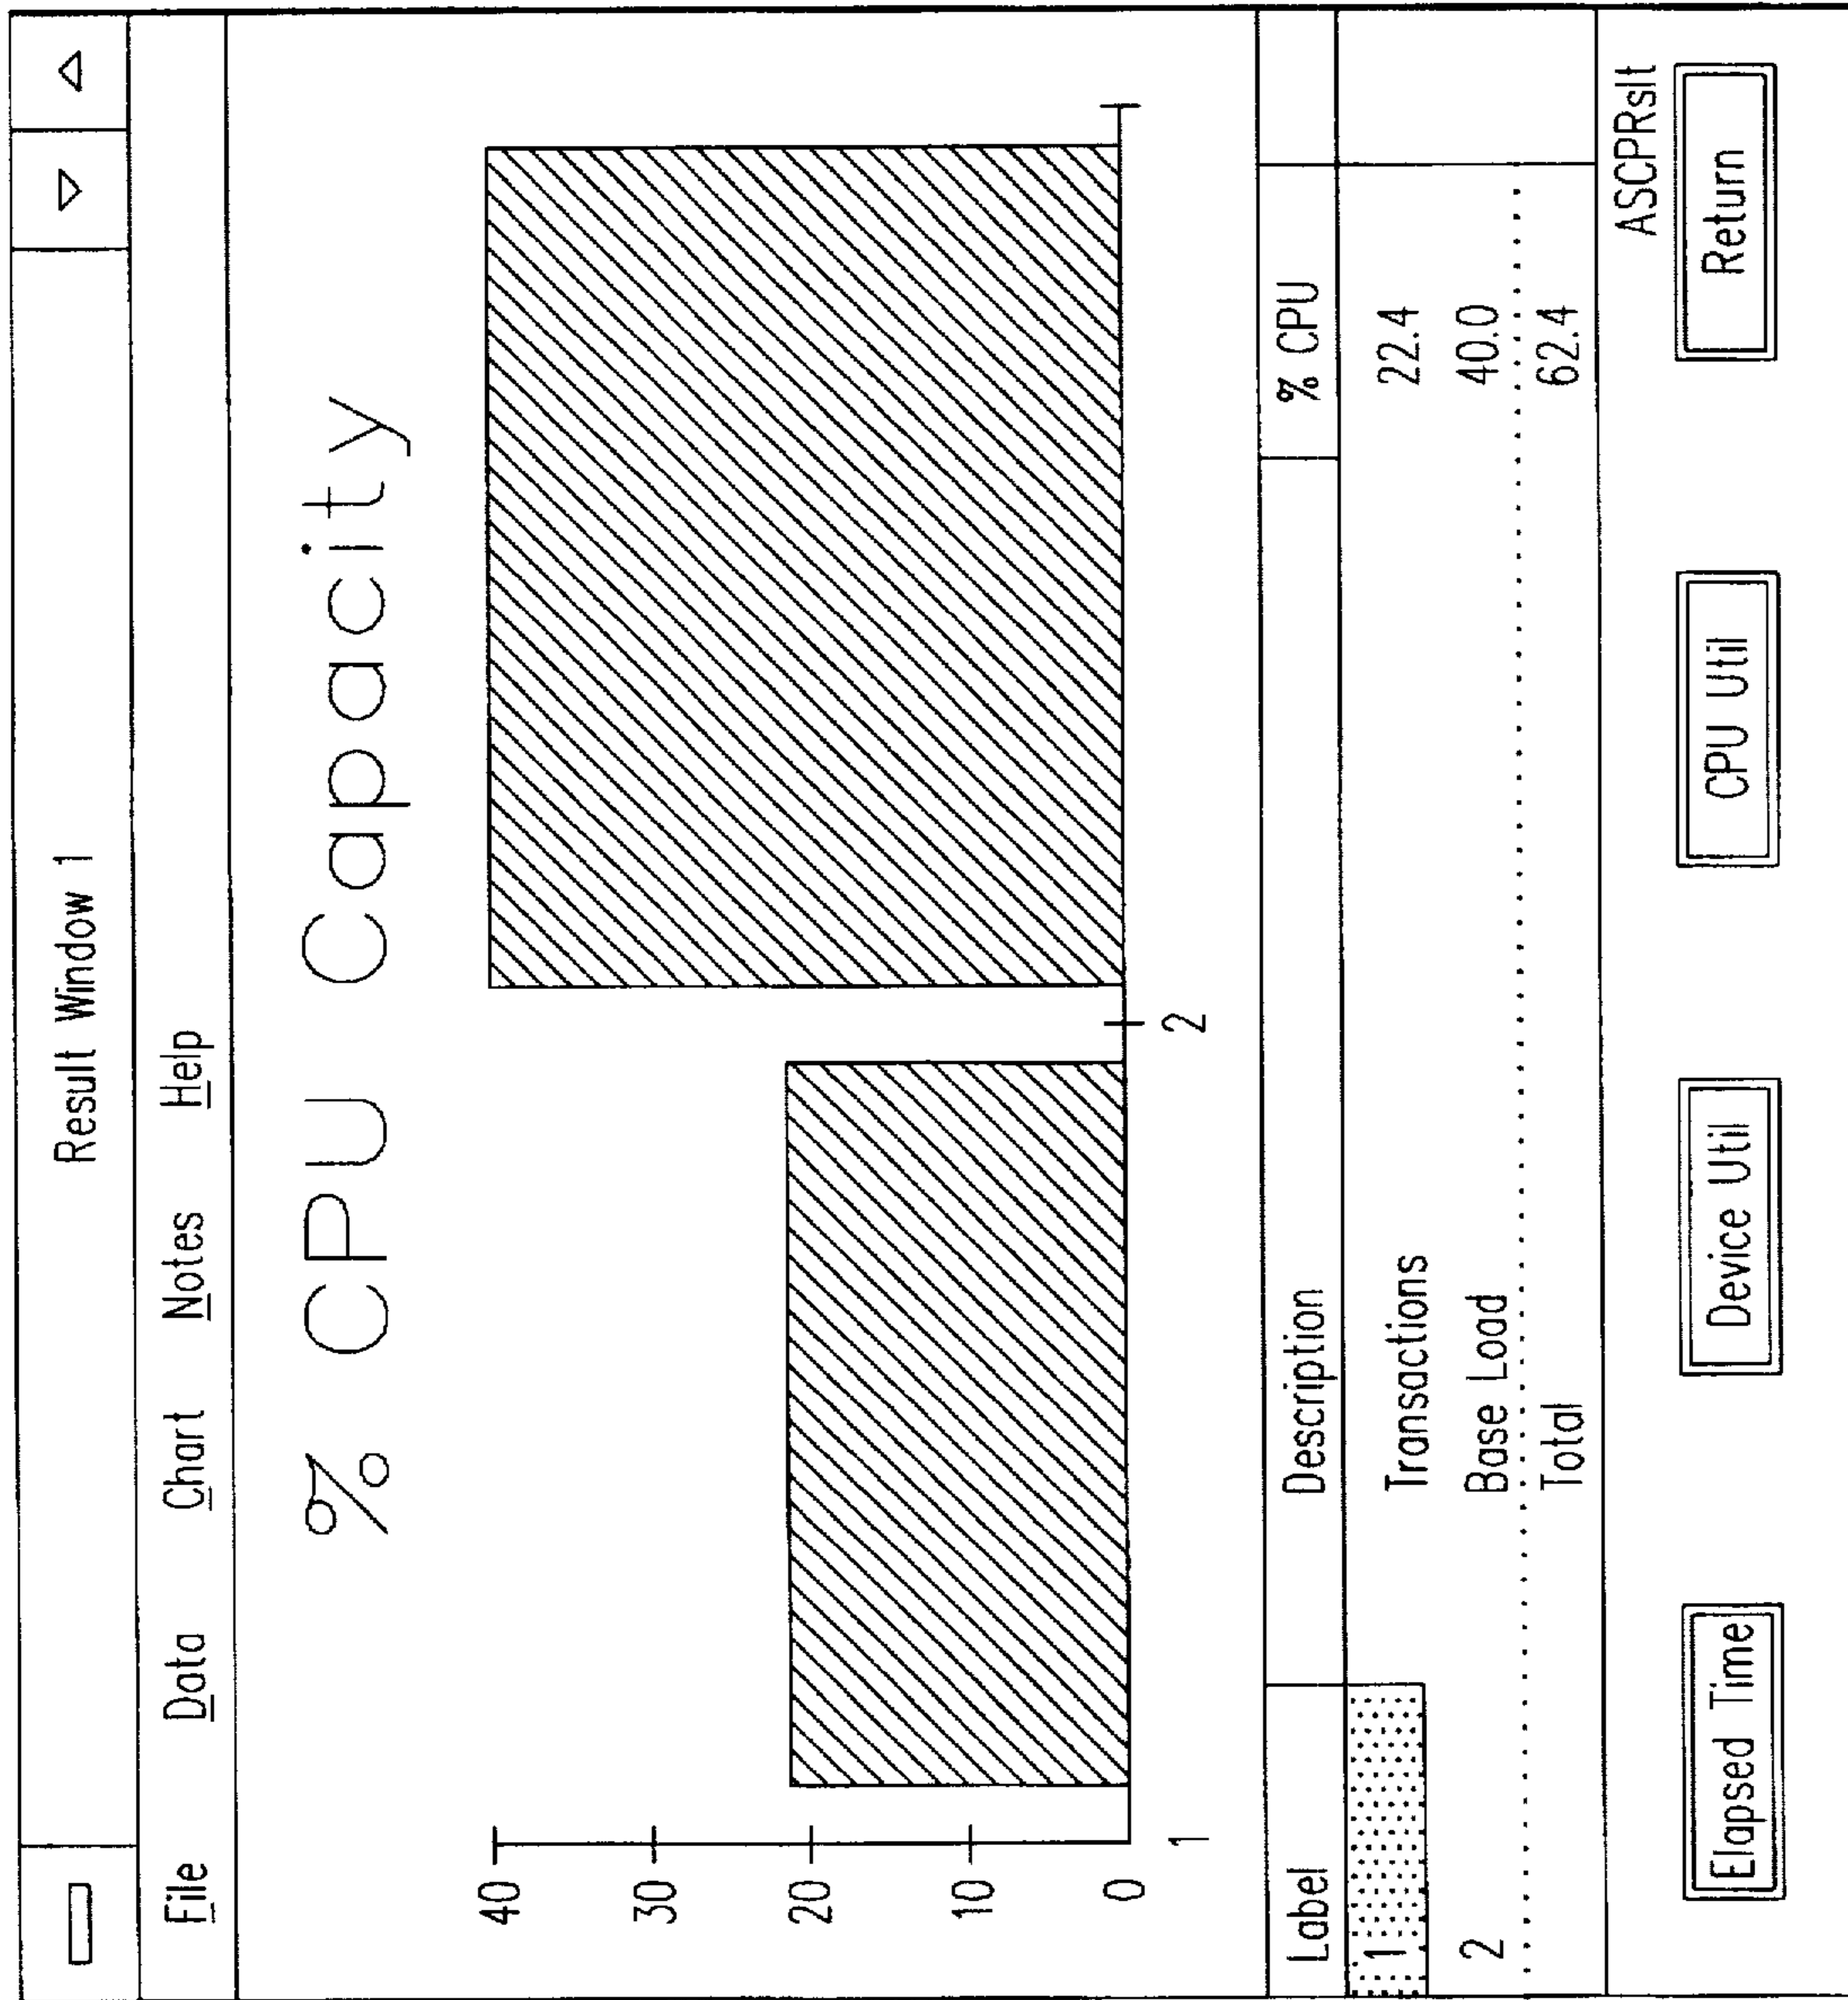 Result Window 1
File Data Chart Notes Help
% CPU Capacity
40
30
20
10
0
1 2
Label Description % CPU
1 Transactions 22.4
2 Base Load 40.0
Total 62.4
ASCPRslt
Elapsed Time Device Util CPU Util Return